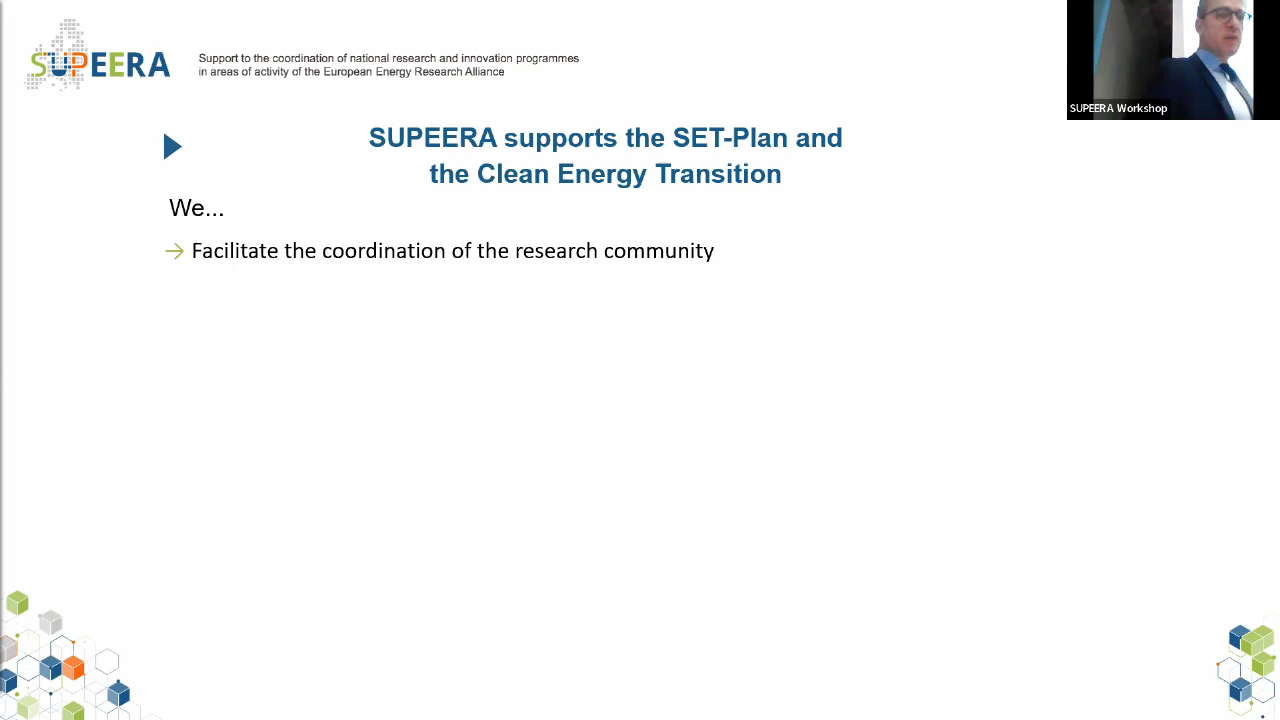 SUPEERA
Support to the coordination of national research and innovation programmes
in areas of activity of the European Energy Research Alliance
SUPEERA Workshop
SUPEERA supports the SET-Plan and
the Clean Energy Transition
We...
→ Facilitate the coordination of the research community